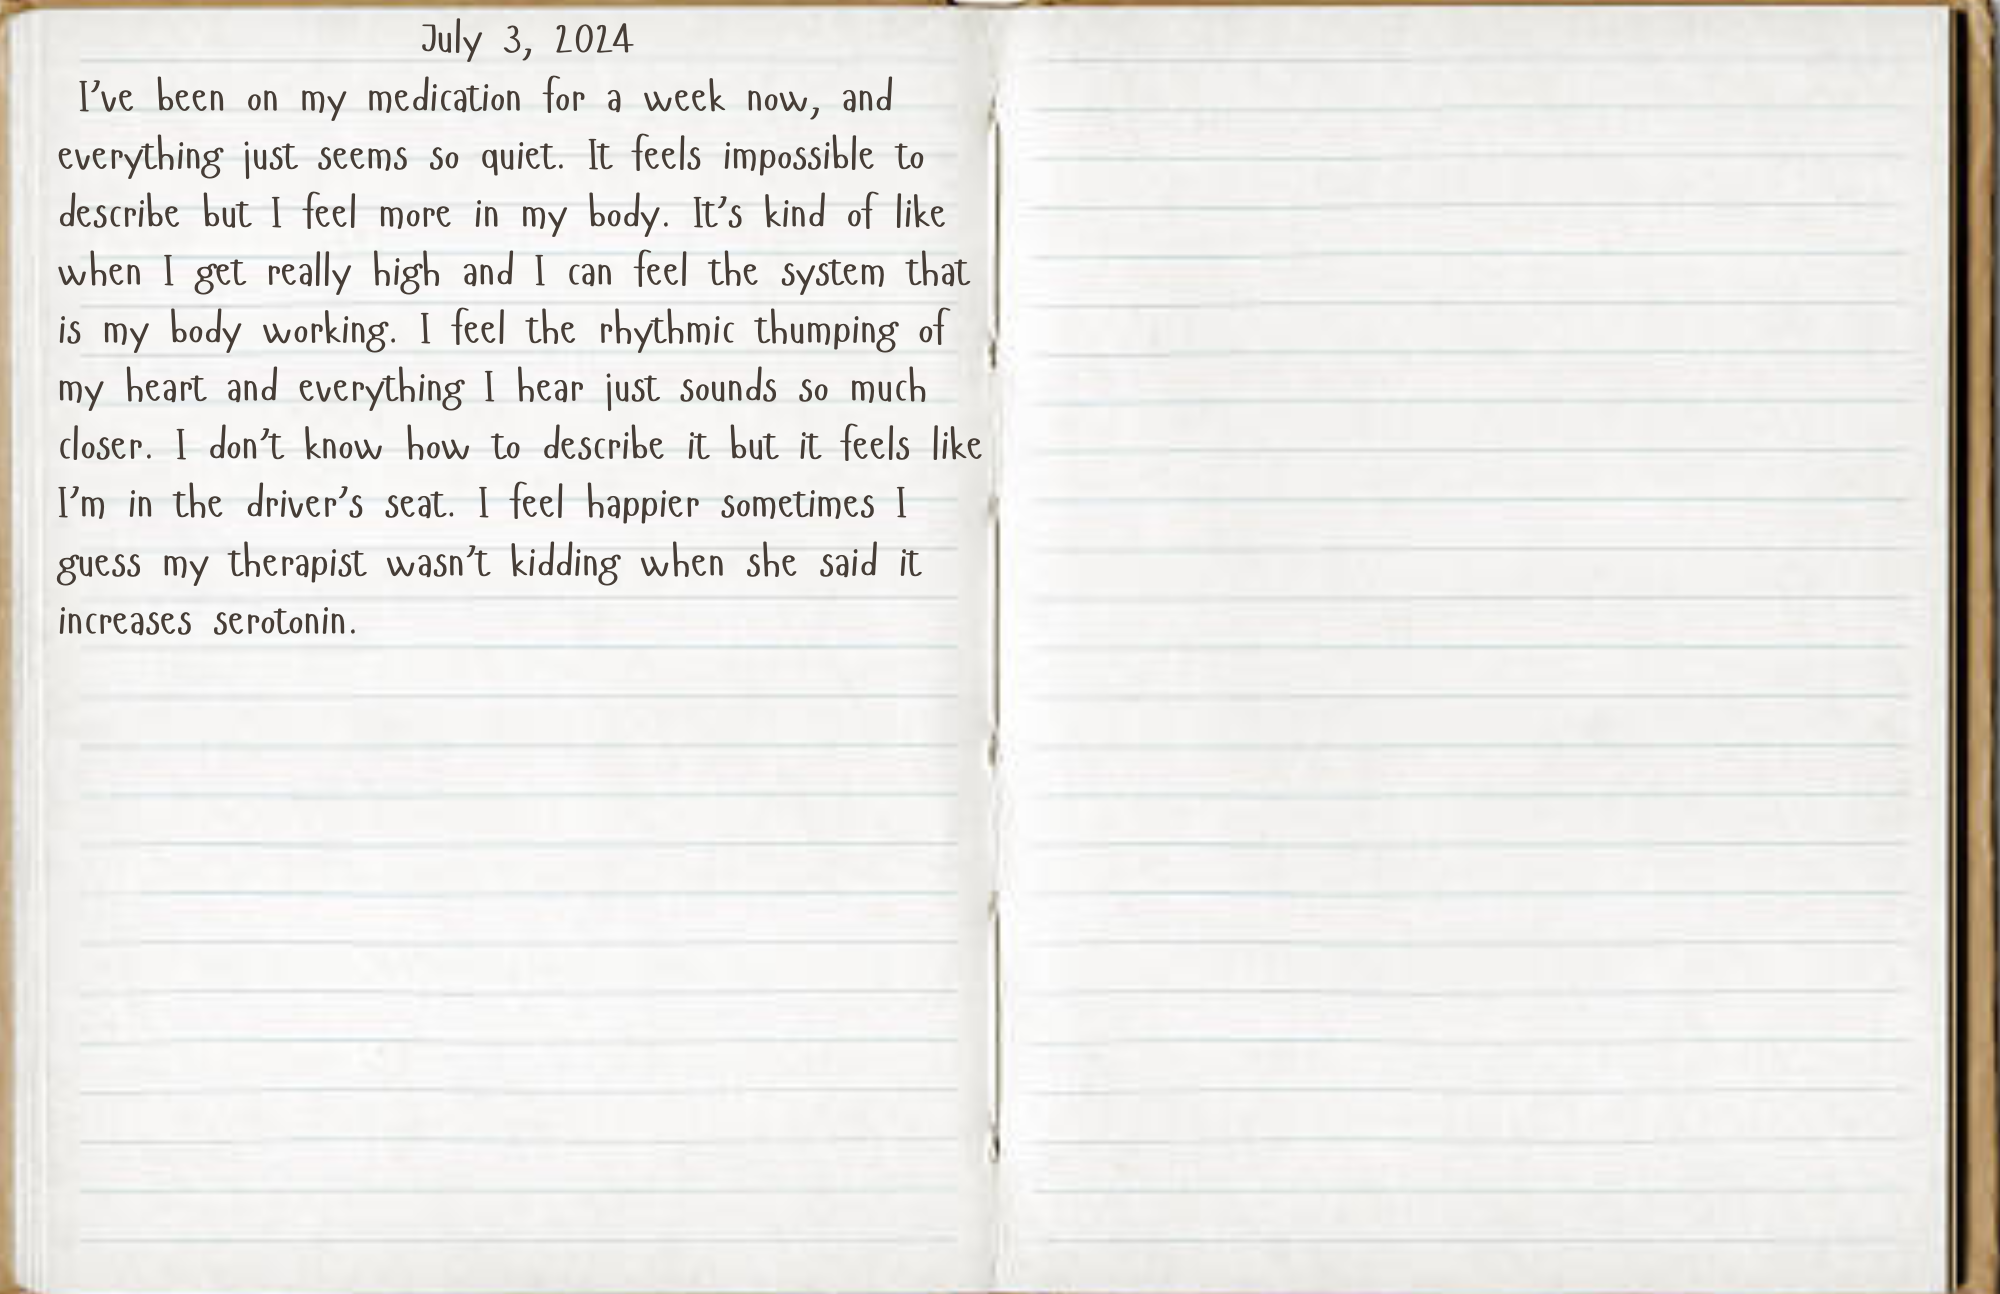 July 3, 2024
I've been on my medication for a week now, and
everything just seems so quiet. It feels impossible to
describe but I feel more in my body. It's kind of like
when I get really high and I can feel the system that
is my body working. I feel the rhythmic thumping of
my heart and everything I hear just sounds so much
closer. I don't know how to describe it but it feels like
I'm in the driver's seat. I feel happier sometimes I
guess my therapist wasn't kidding when she said it
increases serotonin.